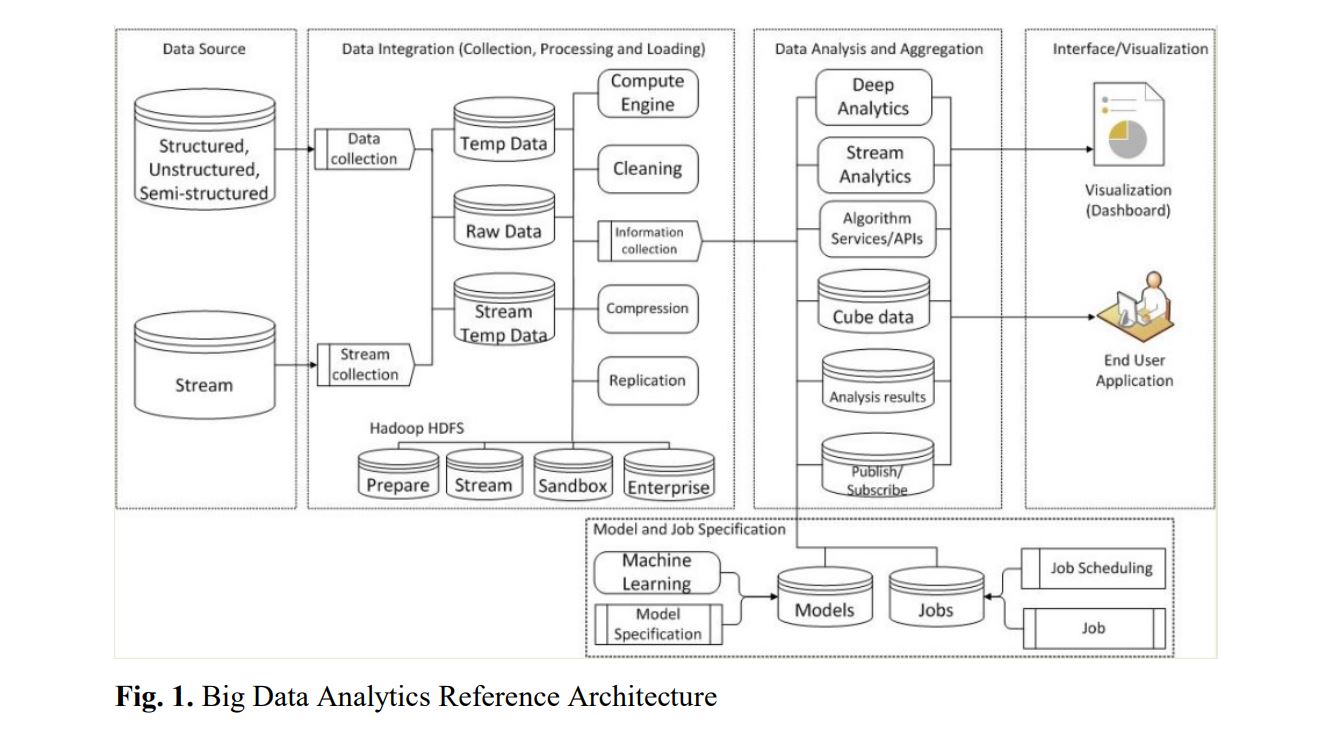 Data Source
Structured,
Unstructured,
Semi-structured
Stream
Data Integration (Collection, Processing and Loading)
Data
collection
Stream
collection
Temp Data
Raw Data
Stream
Temp Data
Compute
Engine
Cleaning
Information
collection
Compression
Replication
Hadoop HDFS
Prepare
Stream
Sandbox
Enterprise
Data Analysis and Aggregation
Deep
Analytics
Stream
Analytics
Algorithm
Services/APIs
Cube data
Analysis results
Publish/
Subscribe
Interface/Visualization
Visualization
(Dashboard)
End User
Application
Model and Job Specification
Machine
Learning
Model
Specification
Models
Jobs
Job Scheduling
Job
Fig. 1. Big Data Analytics Reference Architecture